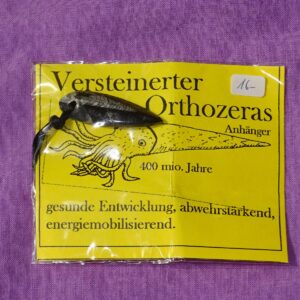 16.-
Versteinerter
Orthozeras
Anhänger
400 mio. Jahre
gesunde Entwicklung, abwehrstärkend,
energiemobilisierend.